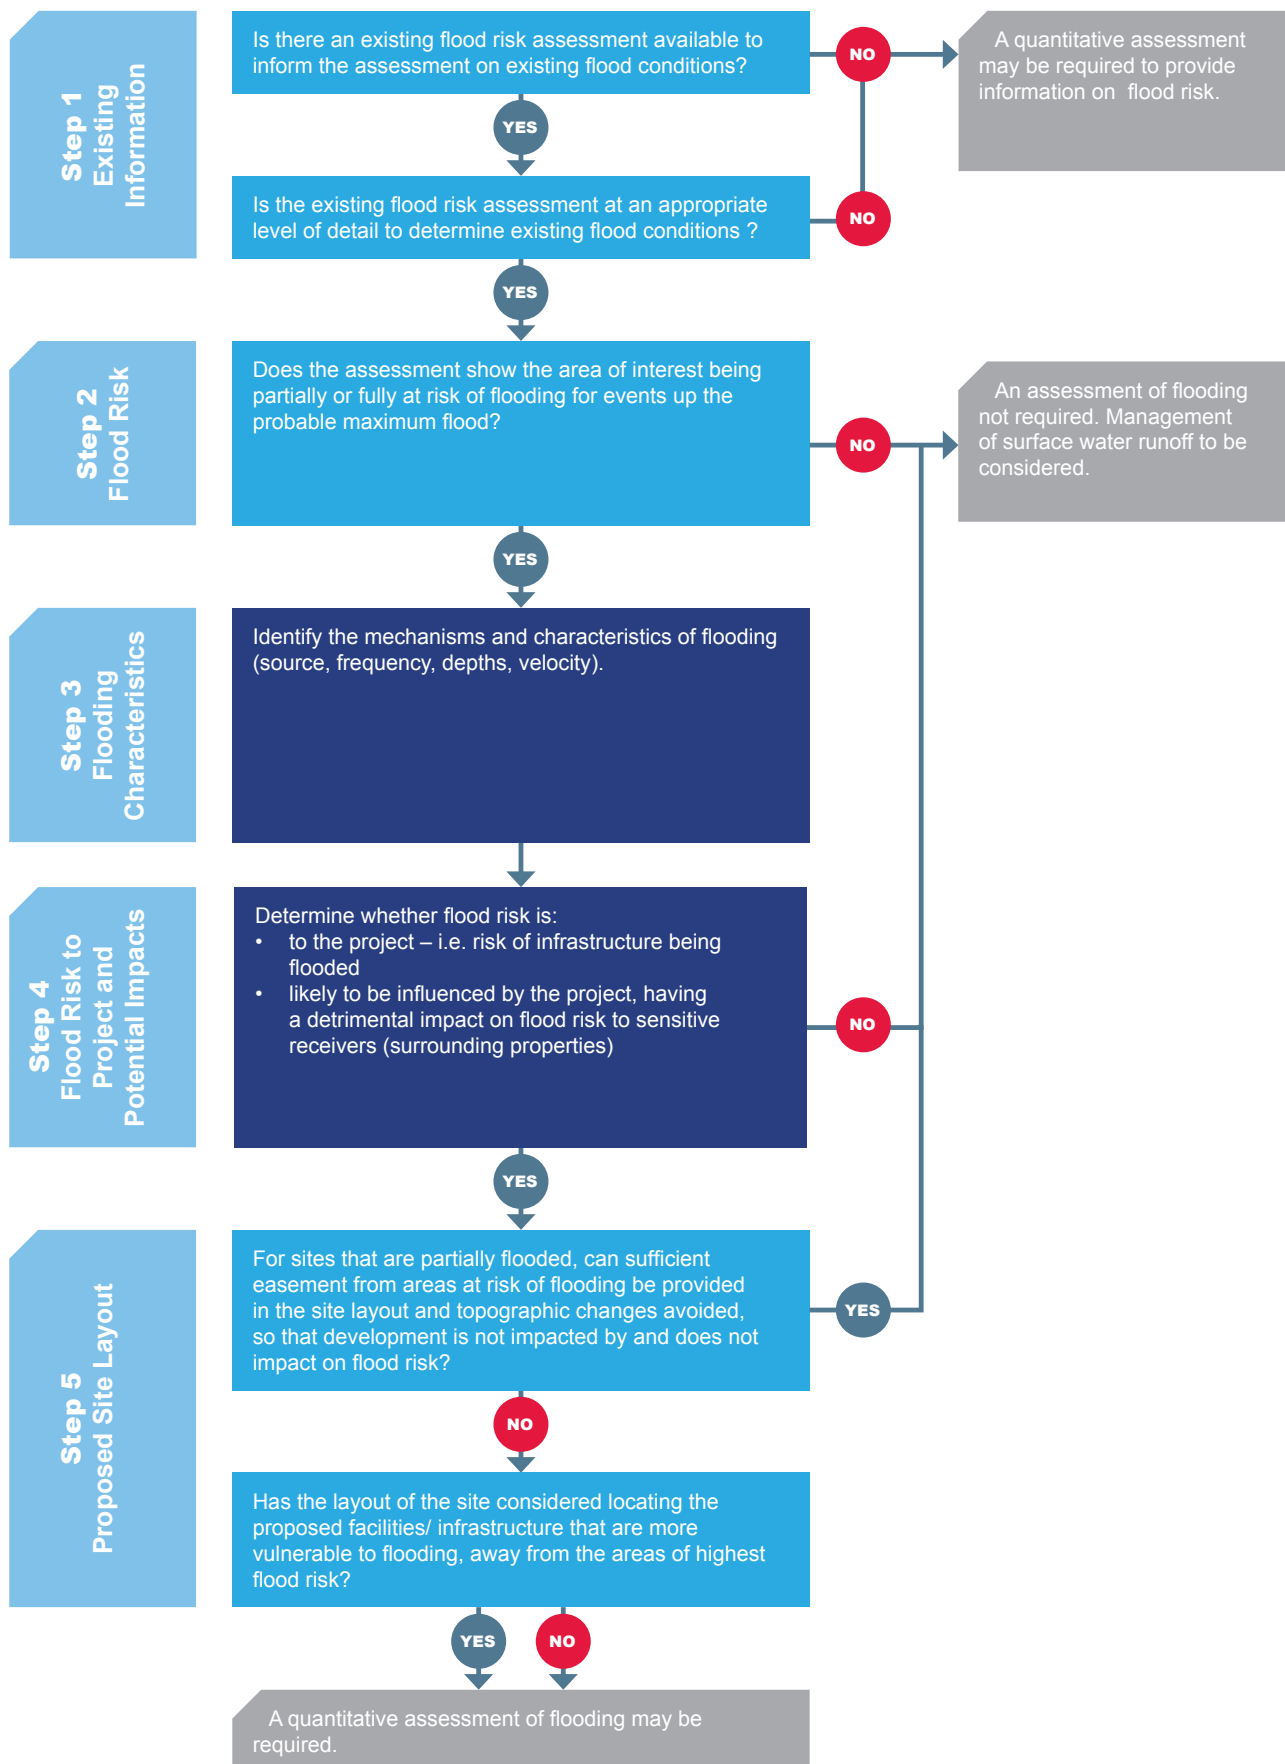 Step 1
Existing
Information
Is there an existing flood risk assessment available to
inform the assessment on existing flood conditions?
NO
A quantitative assessment
may be required to provide
information on flood risk.
YES
Is the existing flood risk assessment at an appropriate
level of detail to determine existing flood conditions ?
NO
YES
Step 2
Flood Risk
Does the assessment show the area of interest being
partially or fully at risk of flooding for events up the
probable maximum flood?
NO
An assessment of flooding
not required. Management
of surface water runoff to be
considered.
YES
Step 3
Flooding
Characteristics
Identify the mechanisms and characteristics of flooding
(source, frequency, depths, velocity).
Step 4
Flood Risk to
Project and
Potential Impacts
Determine whether flood risk is:
• to the project – i.e. risk of infrastructure being
flooded
• likely to be influenced by the project, having
a detrimental impact on flood risk to sensitive
receivers (surrounding properties)
NO
YES
Step 5
Proposed Site Layout
For sites that are partially flooded, can sufficient
easement from areas at risk of flooding be provided
in the site layout and topographic changes avoided,
so that development is not impacted by and does not
impact on flood risk?
YES
NO
Has the layout of the site considered locating the
proposed facilities/ infrastructure that are more
vulnerable to flooding, away from the areas of highest
flood risk?
YES
NO
A quantitative assessment of flooding may be
required.